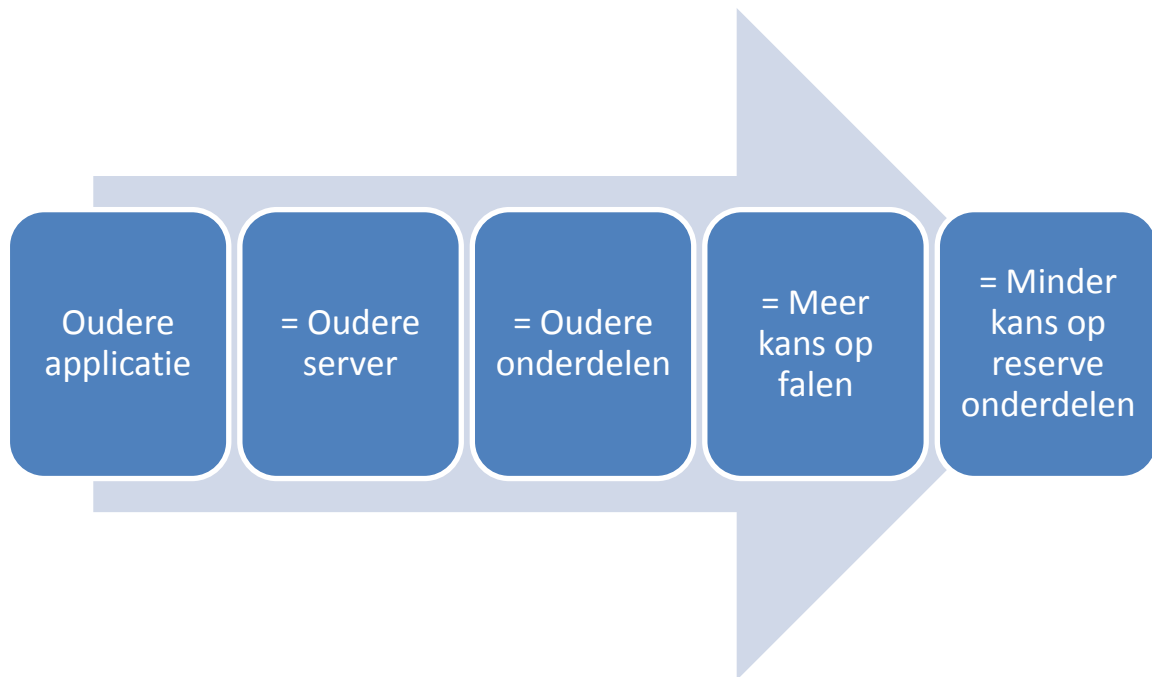 Oudere
applicatie
= Oudere
server
= Oudere
onderdelen
= Meer
kans op
falen
= Minder
kans op
reserve
onderdelen